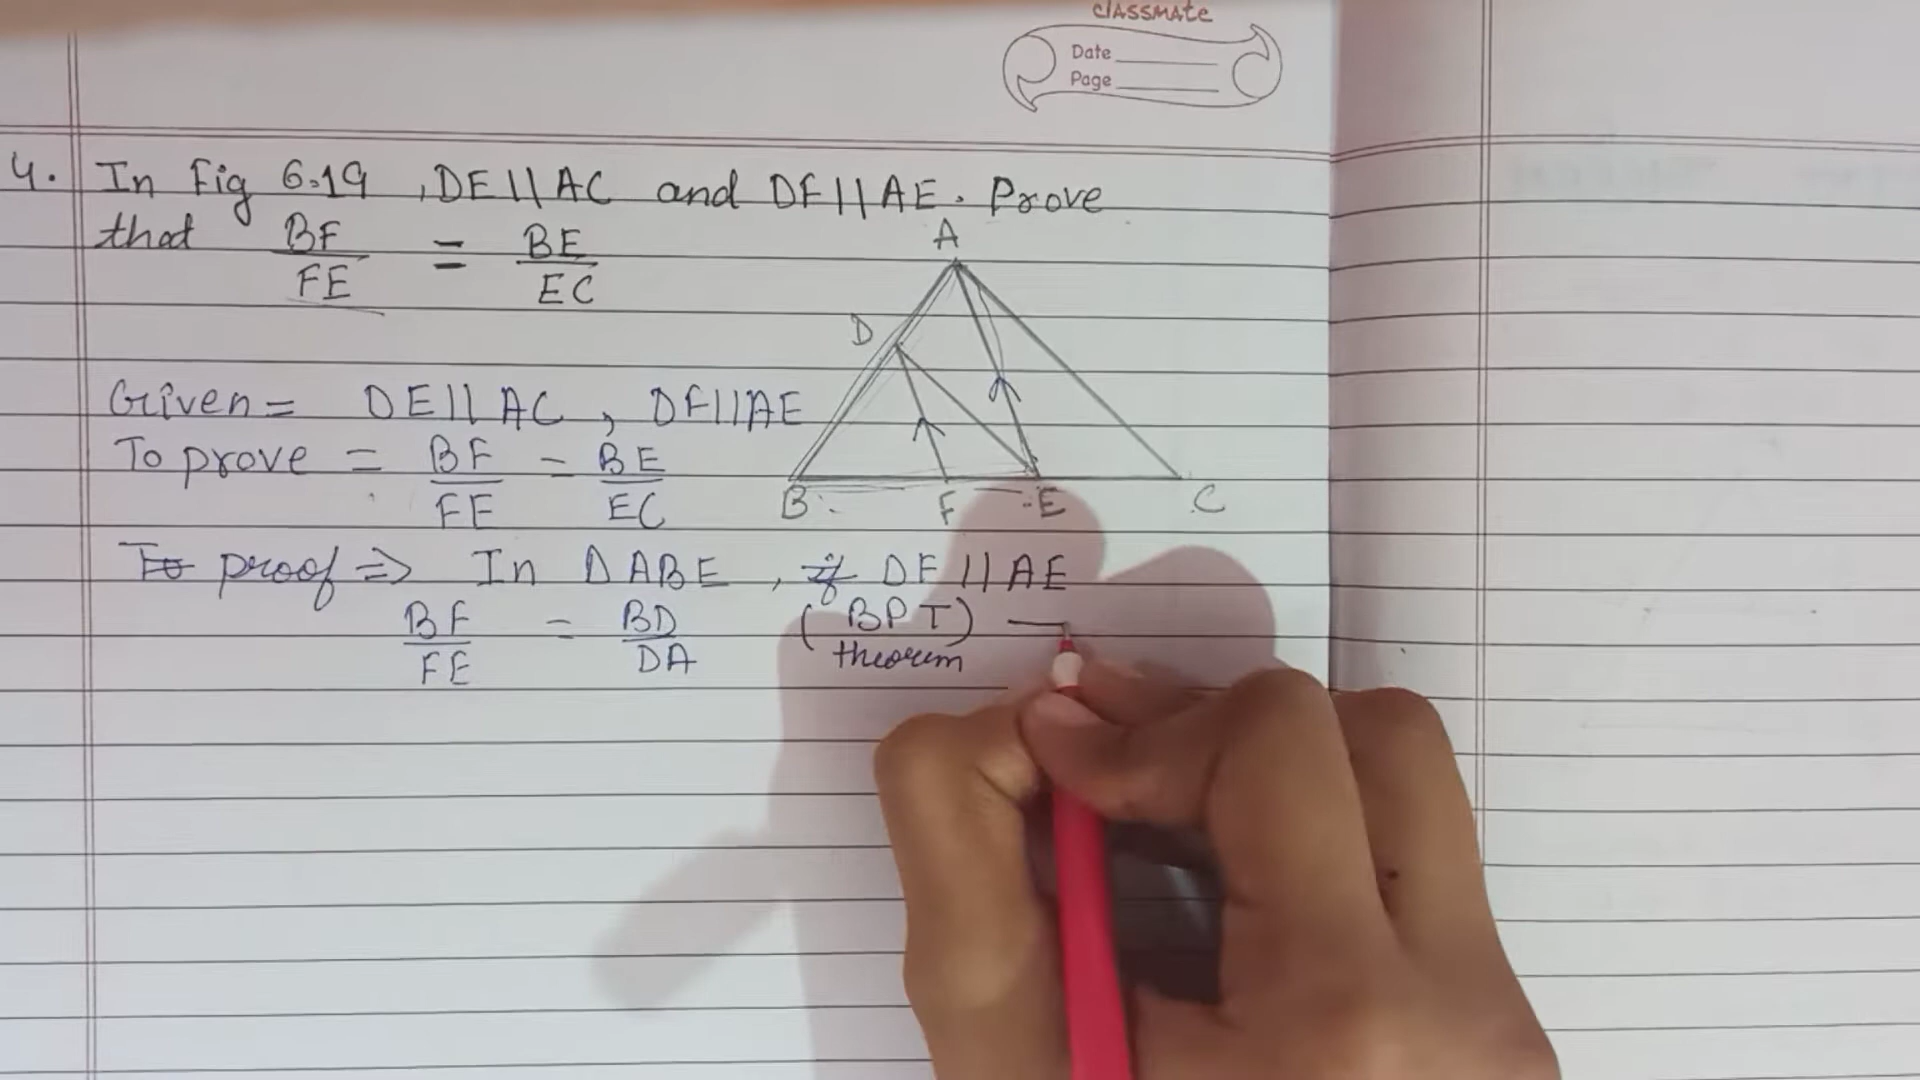 classmate
Date
Page
4. In Fig 6.19, DE||AC and DF||AE. Prove
that BF/FE = BE/EC
A
D
B F E C
Given = DE||AC, DF||AE
To prove = BF/FE = BE/EC
To proof => In ΔABE, if DF||AE
BF/FE = BD/DA (BPT) theorem